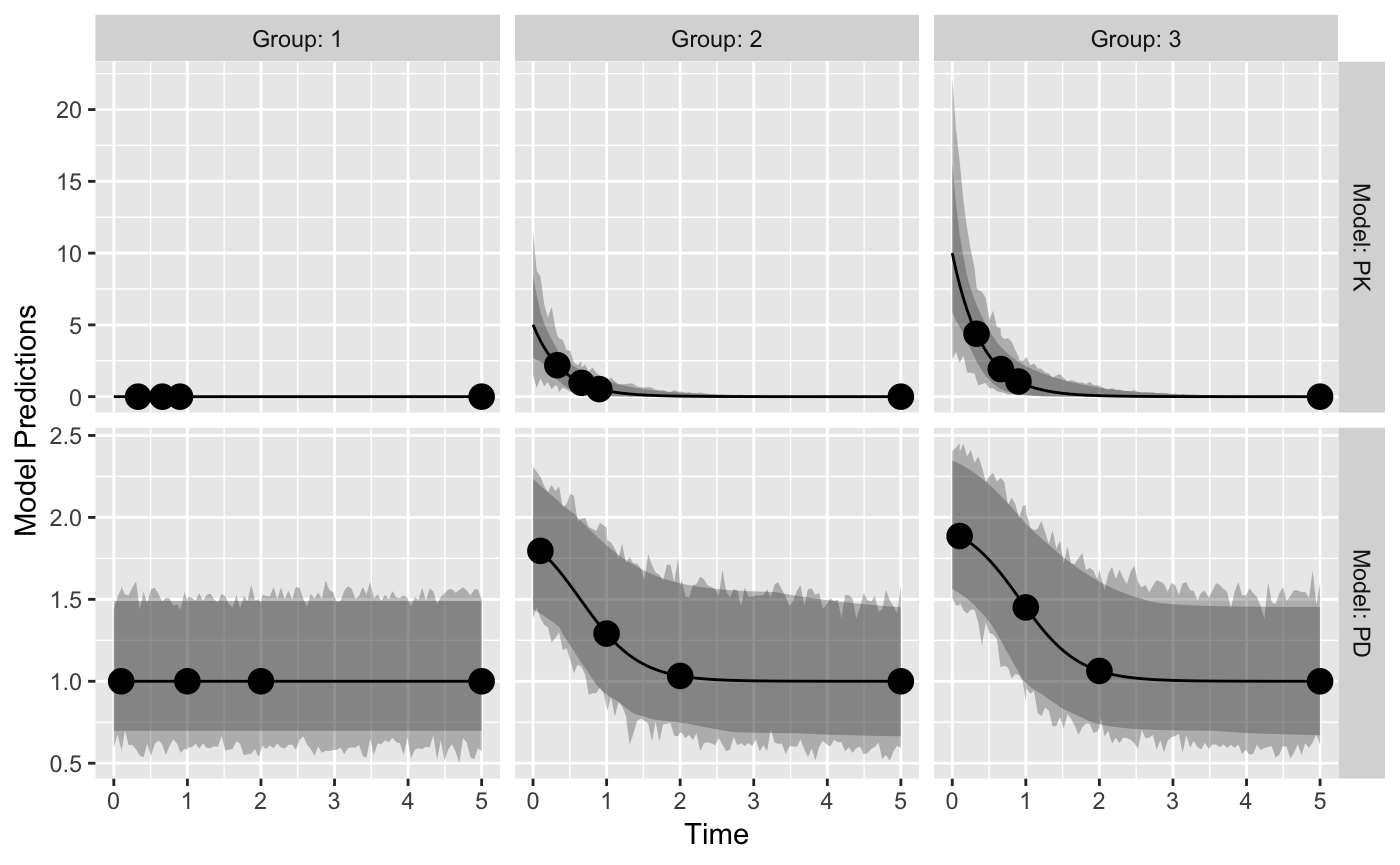 Group: 1
Group: 2
Group: 3
20
15
10
5
0
Model: PK
Model Predictions
2.5
2.0
1.5
1.0
0.5
Model: PD
0 1 2 3 4 5
0 1 2 3 4 5
0 1 2 3 4 5
Time